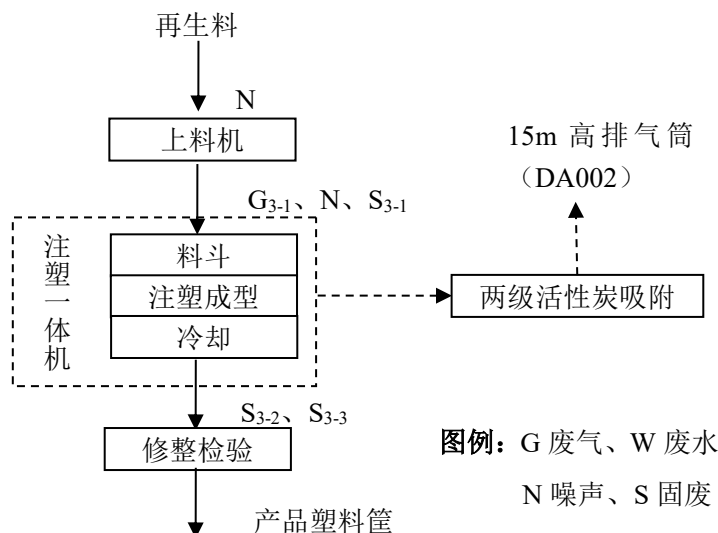 再生料
N
上料机
15m 高排气筒
（DA002）
G3-1、N、S3-1
注塑一体机
料斗
注塑成型
冷却
两级活性炭吸附
S3-2、S3-3
修整检验
图例：G 废气、W 废水
N 噪声、S 固废
产品塑料筐